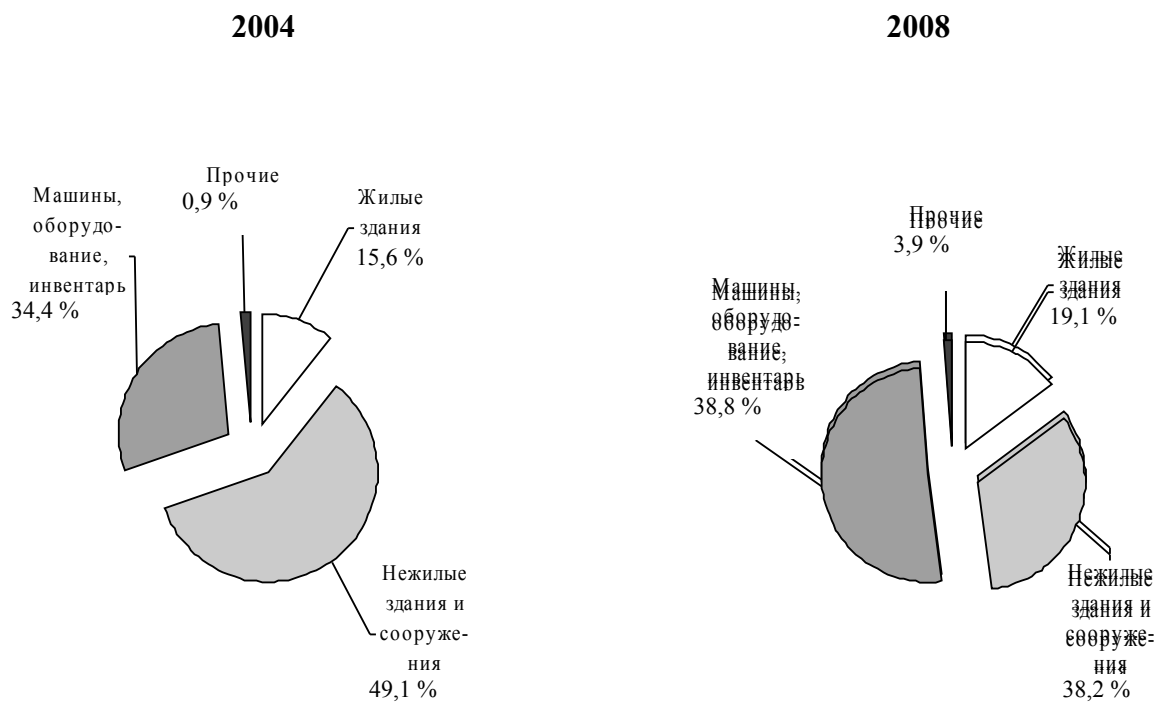 2004
Прочие
0,9 %
Машины,
оборудо-
вание,
инвентарь
34,4 %
Жилые
здания
15,6 %
Нежилые
здания и
сооруже-
ния
49,1 %
2008
Прочие
3,9 %
Жилые
здания
19,1 %
Машины,
оборудо-
вание,
инвентарь
38,8 %
Нежилые
здания и
сооруже-
ния
38,2 %